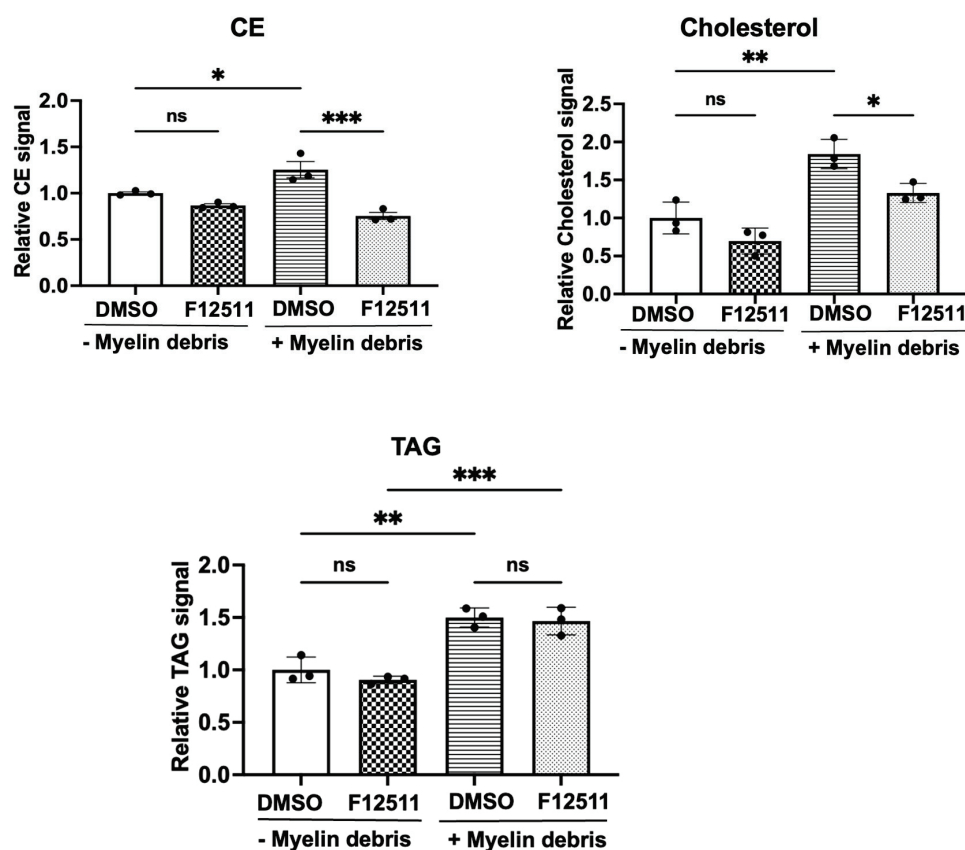 CE
*
ns
***
Relative CE signal
2.0
1.5
1.0
0.5
0.0
DMSO F12511 DMSO F12511
- Myelin debris + Myelin debris
Cholesterol
**
ns
*
Relative Cholesterol signal
2.5
2.0
1.5
1.0
0.5
0.0
DMSO F12511 DMSO F12511
- Myelin debris + Myelin debris
TAG
***
**
ns ns
Relative TAG signal
2.0
1.5
1.0
0.5
0.0
DMSO F12511 DMSO F12511
- Myelin debris + Myelin debris